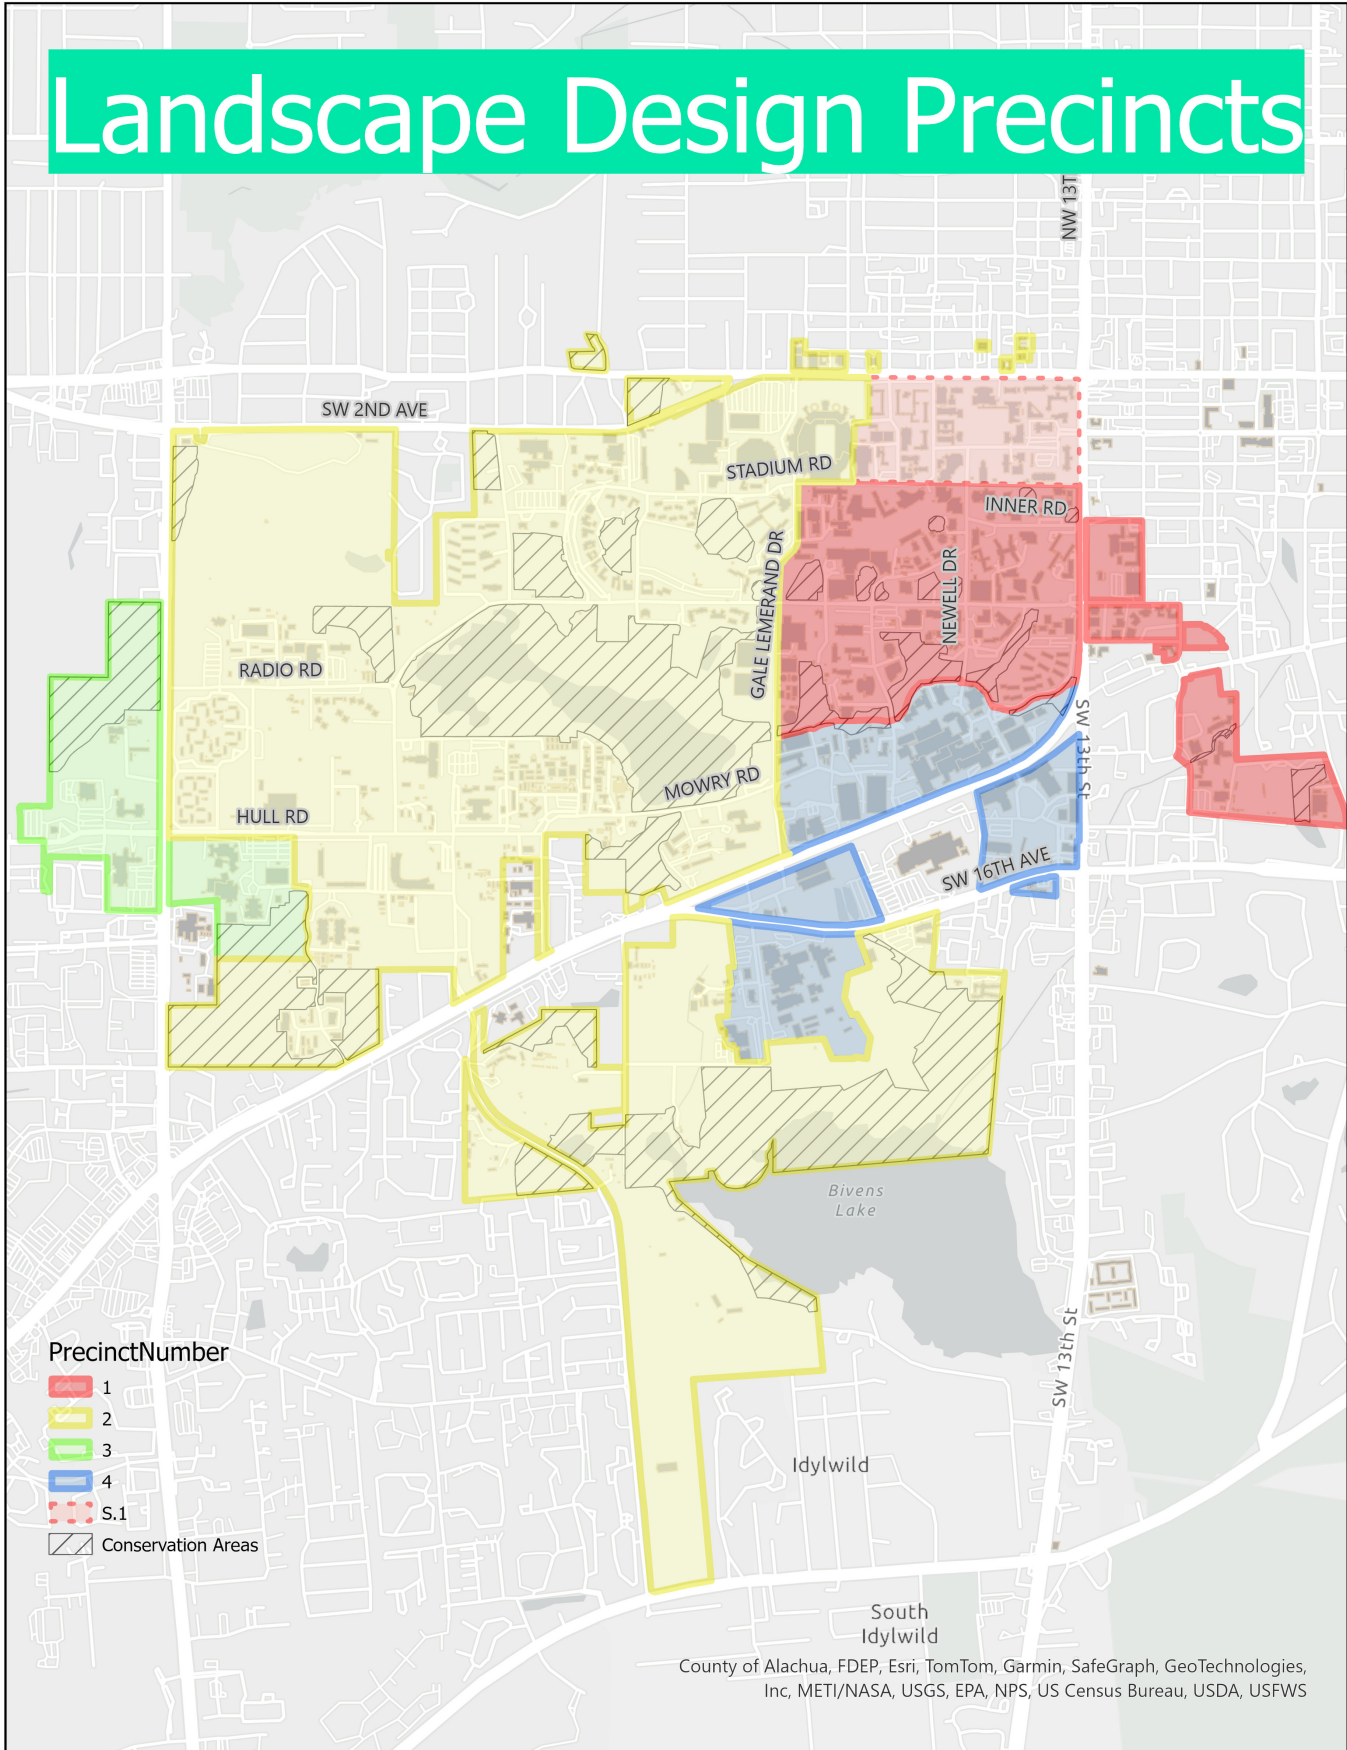 Landscape Design Precincts
NW 13T
SW 2ND AVE
STADIUM RD
INNER RD
GALE LEMERAND DR
NEWELL DR
RADIO RD
SW 13th St
MOWRY RD
HULL RD
SW 16TH AVE
Bivens
Lake
SW 13th St
PrecinctNumber
1
2
3
4
S.1
Conservation Areas
Idylwild
South
Idylwild
County of Alachua, FDEP, Esri, TomTom, Garmin, SafeGraph, GeoTechnologies,
Inc, METI/NASA, USGS, EPA, NPS, US Census Bureau, USDA, USFWS